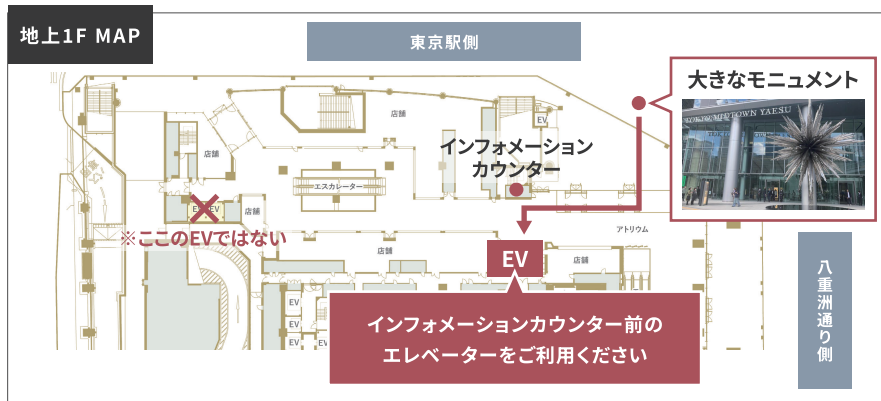 地上1F MAP
東京駅側
大きなモニュメント
TOKYO MIDTOWN YAESU
店舗
EV
インフォメーション
カウンター
店舗
エスカレーター
EV EV
店舗
※ここのEVではない
アトリウム
店舗
EV
店舗
八重洲通り側
EV
EV
EV
EV
インフォメーションカウンター前の
エレベーターをご利用ください